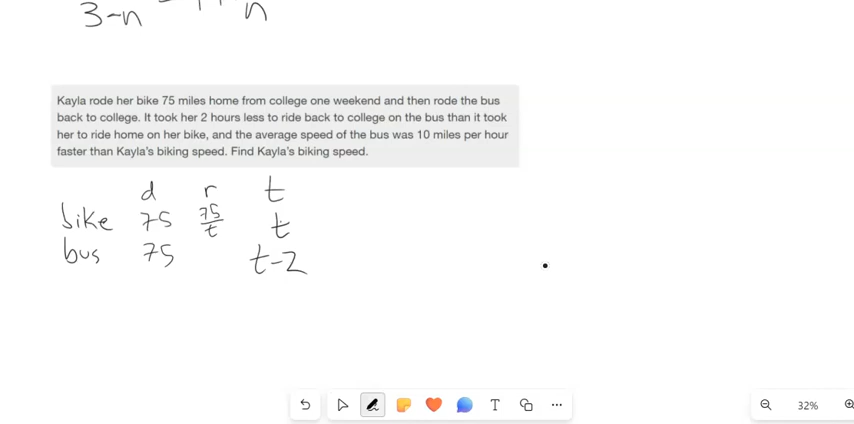 3-n
n
Kayla rode her bike 75 miles home from college one weekend and then rode the bus
back to college. It took her 2 hours less to ride back to college on the bus than it took
her to ride home on her bike, and the average speed of the bus was 10 miles per hour
faster than Kayla's biking speed. Find Kayla's biking speed.
d r t
bike 75 75/t t
bus 75 t-2
T
32%